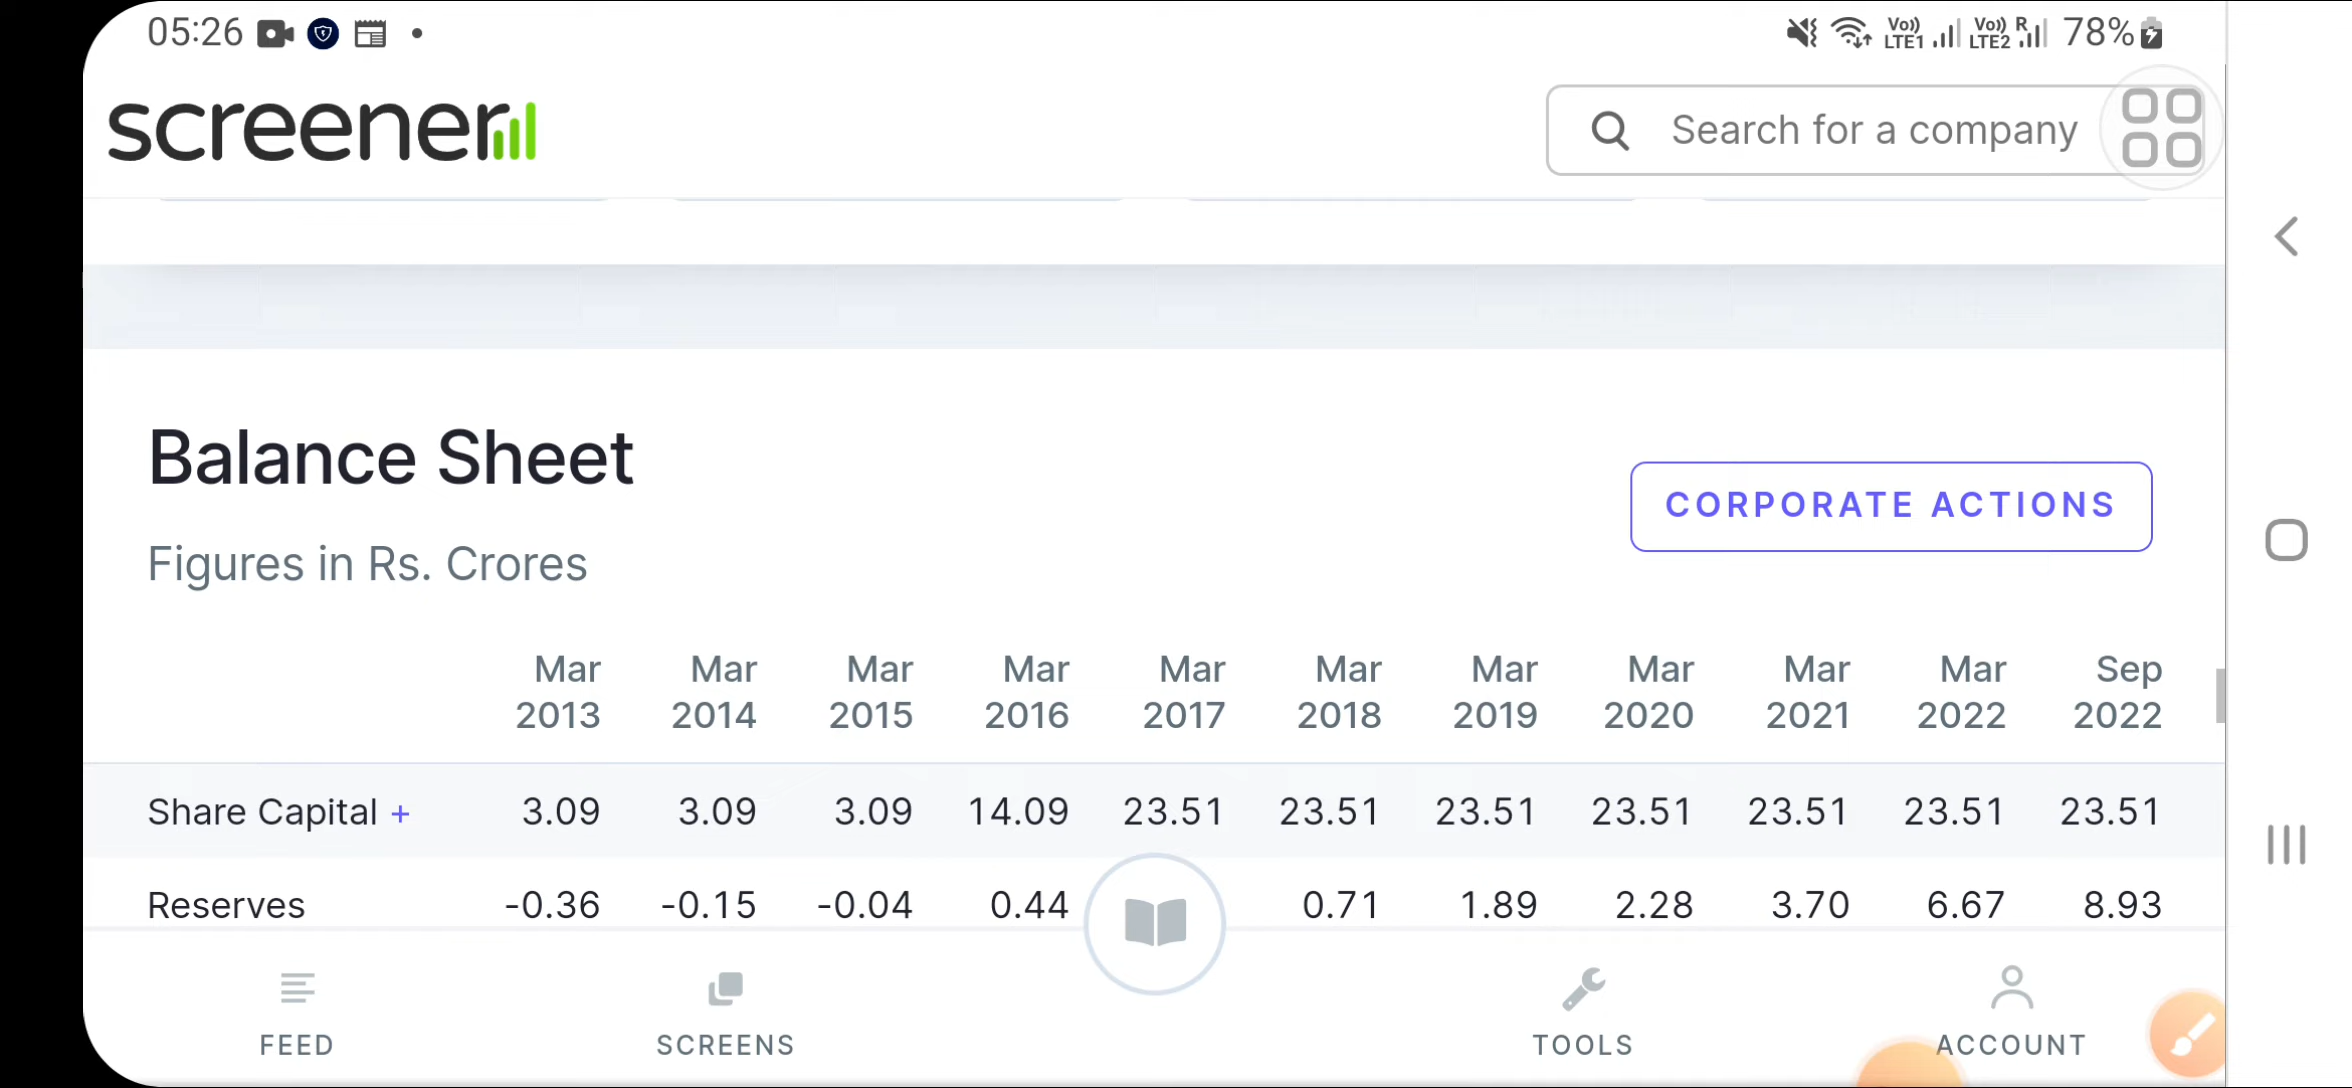 05:26
Vo)) LTE1 Vo)) LTE2 R 78%
screener
Search for a company
Balance Sheet
CORPORATE ACTIONS
Figures in Rs. Crores
Mar 2013 Mar 2014 Mar 2015 Mar 2016 Mar 2017 Mar 2018 Mar 2019 Mar 2020 Mar 2021 Mar 2022 Sep 2022
Share Capital + 3.09 3.09 3.09 14.09 23.51 23.51 23.51 23.51 23.51 23.51 23.51
Reserves -0.36 -0.15 -0.04 0.44 0.71 1.89 2.28 3.70 6.67 8.93
FEED SCREENS TOOLS ACCOUNT